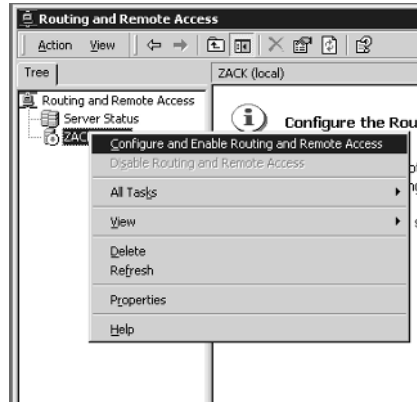 Routing and Remote Access
Action View
Tree
ZACK (local)
Routing and Remote Access
Server Status
ZAC
Configure the Rou
Configure and Enable Routing and Remote Access
Disable Routing and Remote Access
All Tasks
View
Delete
Refresh
Properties
Help